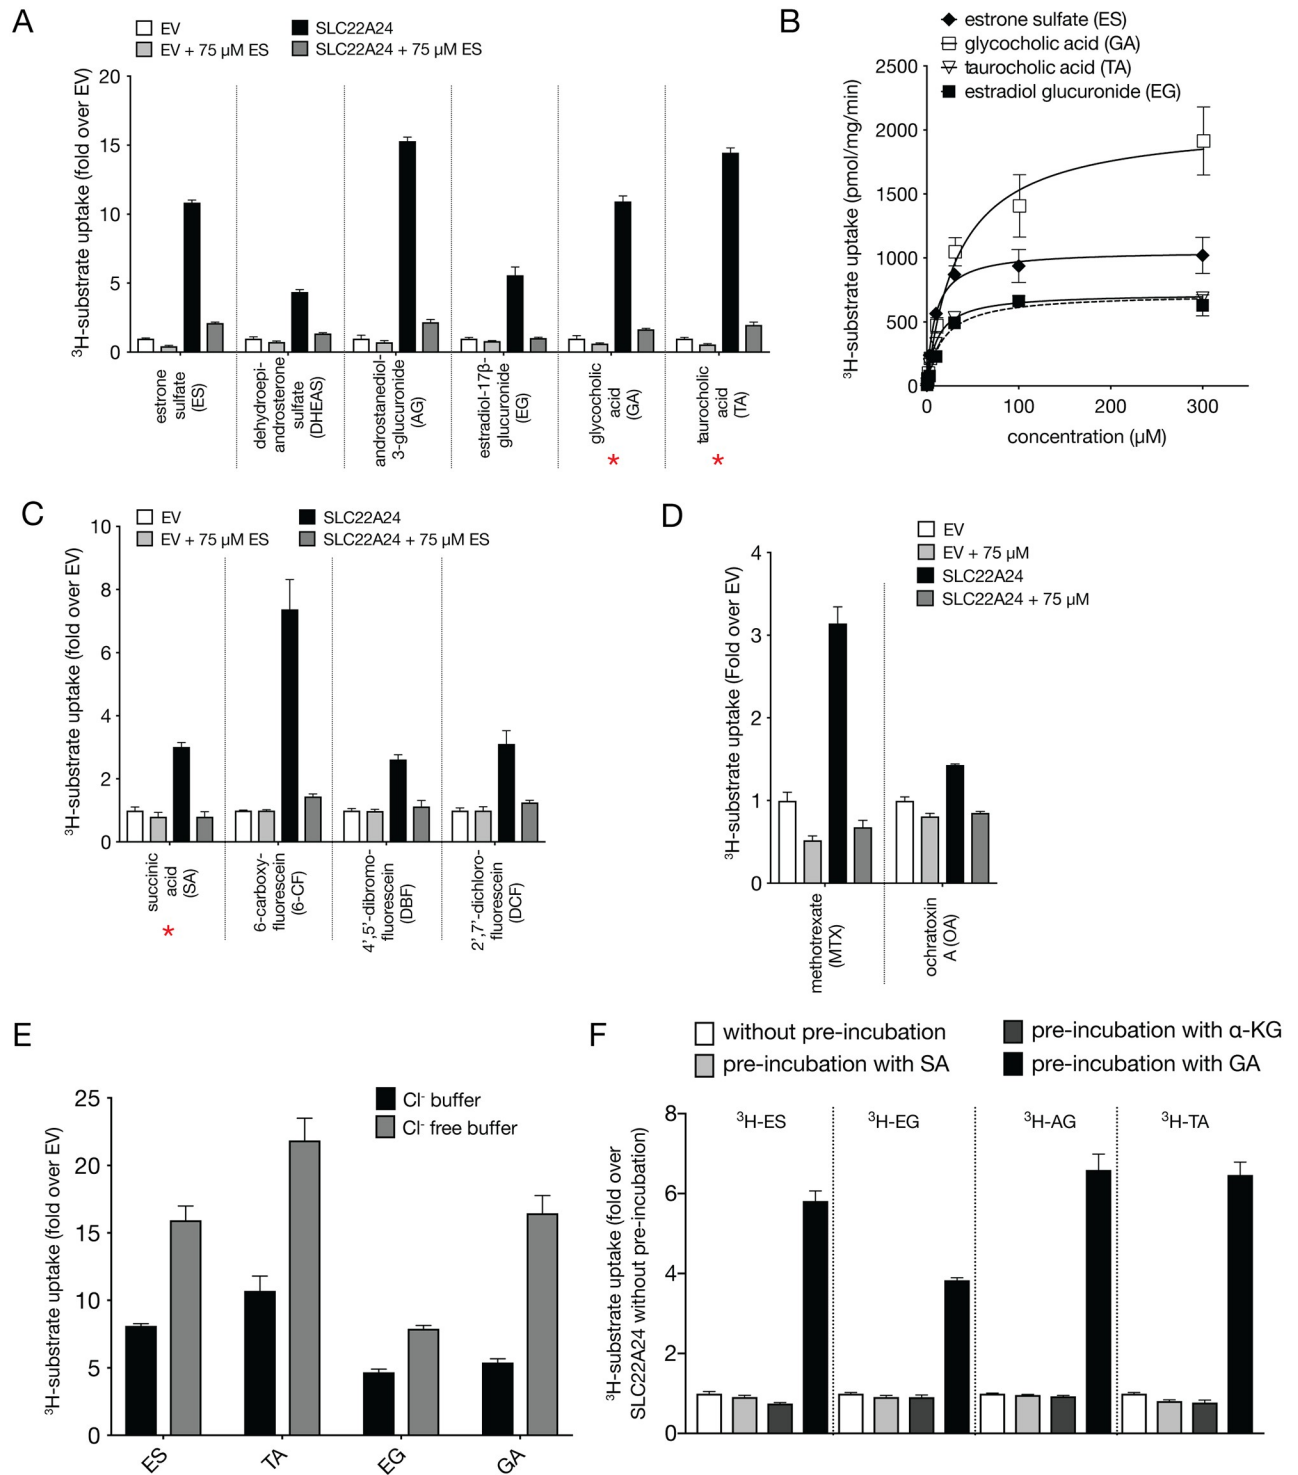 A
EV
EV + 75 µM ES
SLC22A24
SLC22A24 + 75 µM ES
³H-substrate uptake (fold over EV)
20
15
10
5
0
estrone
sulfate
(ES)
dehydroepi-
androsterone
sulfate
(DHEAS)
androstanediol-
3-glucuronide
(AG)
estradiol-17β-
glucuronide
(EG)
glycocholic
acid
(GA)
*
taurocholic
acid
(TA)
*
B
estrone sulfate (ES)
glycocholic acid (GA)
taurocholic acid (TA)
estradiol glucuronide (EG)
³H-substrate uptake (pmol/mg/min)
2500
2000
1500
1000
500
0
0 100 200 300
concentration (µM)
C
EV
EV + 75 µM ES
SLC22A24
SLC22A24 + 75 µM ES
³H-substrate uptake (fold over EV)
10
8
6
4
2
0
succinic
acid
(SA)
*
6-carboxy-
fluorescein
(6-CF)
4',5'-dibromo-
fluorescein
(DBF)
2',7'-dichloro-
fluorescein
(DCF)
D
EV
EV + 75 µM
SLC22A24
SLC22A24 + 75 µM
³H-substrate uptake (Fold over EV)
4
3
2
1
0
methotrexate
(MTX)
ochratoxin
A (OA)
E
Cl⁻ buffer
Cl⁻ free buffer
³H-substrate uptake (fold over EV)
25
20
15
10
5
0
ES TA EG GA
F
without pre-incubation
pre-incubation with SA
pre-incubation with α-KG
pre-incubation with GA
³H-substrate uptake (fold over
SLC22A24 without pre-incubation)
8
6
4
2
0
³H-ES ³H-EG ³H-AG ³H-TA